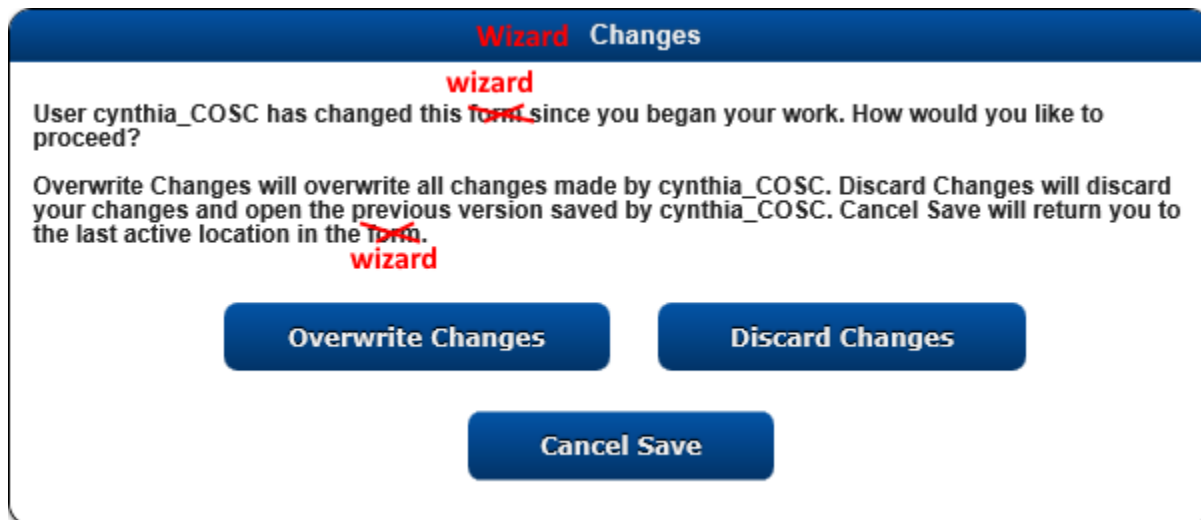 Wizard Changes
wizard
User cynthia_COSC has changed this form since you began your work. How would you like to
proceed?
Overwrite Changes will overwrite all changes made by cynthia_COSC. Discard Changes will discard
your changes and open the previous version saved by cynthia_COSC. Cancel Save will return you to
the last active location in the form.
wizard
Overwrite Changes
Discard Changes
Cancel Save